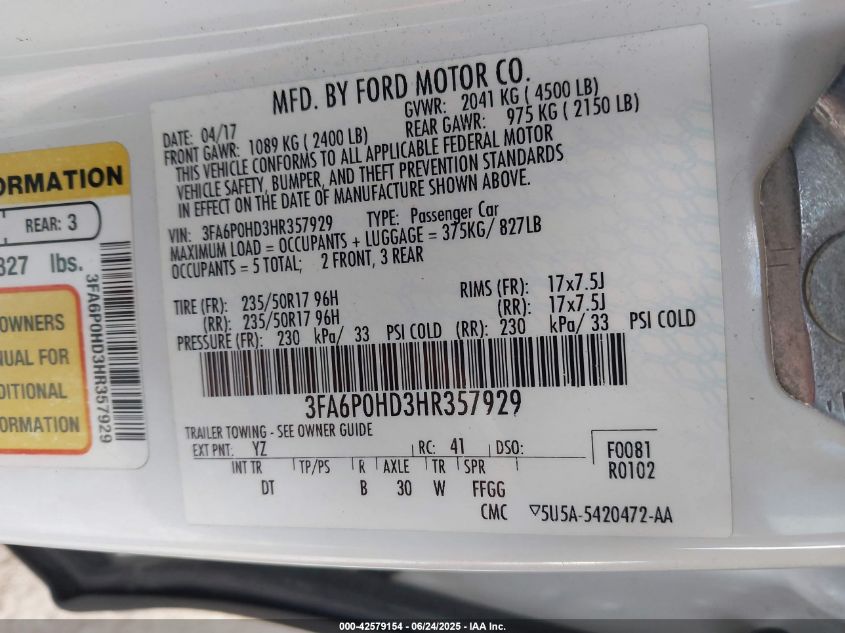 MFD. BY FORD MOTOR CO.
DATE: 04/17 GVWR: 2041 KG ( 4500 LB)
FRONT GAWR: 1089 KG ( 2400 LB) REAR GAWR: 975 KG ( 2150 LB)
THIS VEHICLE CONFORMS TO ALL APPLICABLE FEDERAL MOTOR
VEHICLE SAFETY, BUMPER, AND THEFT PREVENTION STANDARDS
IN EFFECT ON THE DATE OF MANUFACTURE SHOWN ABOVE.
VIN: 3FA6P0HD3HR357929 TYPE: Passenger Car
MAXIMUM LOAD = OCCUPANTS + LUGGAGE = 375KG/ 827LB
OCCUPANTS = 5 TOTAL; 2 FRONT, 3 REAR
TIRE (FR): 235/50R17 96H RIMS (FR): 17x7.5J
(RR): 235/50R17 96H (RR): 17x7.5J
PRESSURE (FR): 230 kPa/ 33 PSI COLD (RR): 230 kPa/ 33 PSI COLD
3FA6P0HD3HR357929
TRAILER TOWING - SEE OWNER GUIDE
EXT PNT: YZ RC: 41 DSO:
INT TR TP/PS R AXLE TR SPR
DT B 30 W FFGG
F0081
R0102
CMC ▽5U5A-5420472-AA
ORMATION
REAR: 3
827 lbs.
OWNERS
NUAL FOR
DITIONAL
ORMATION
3FA6P0HD3HR357929
000-42579154 - 06/24/2025 - IAA Inc.